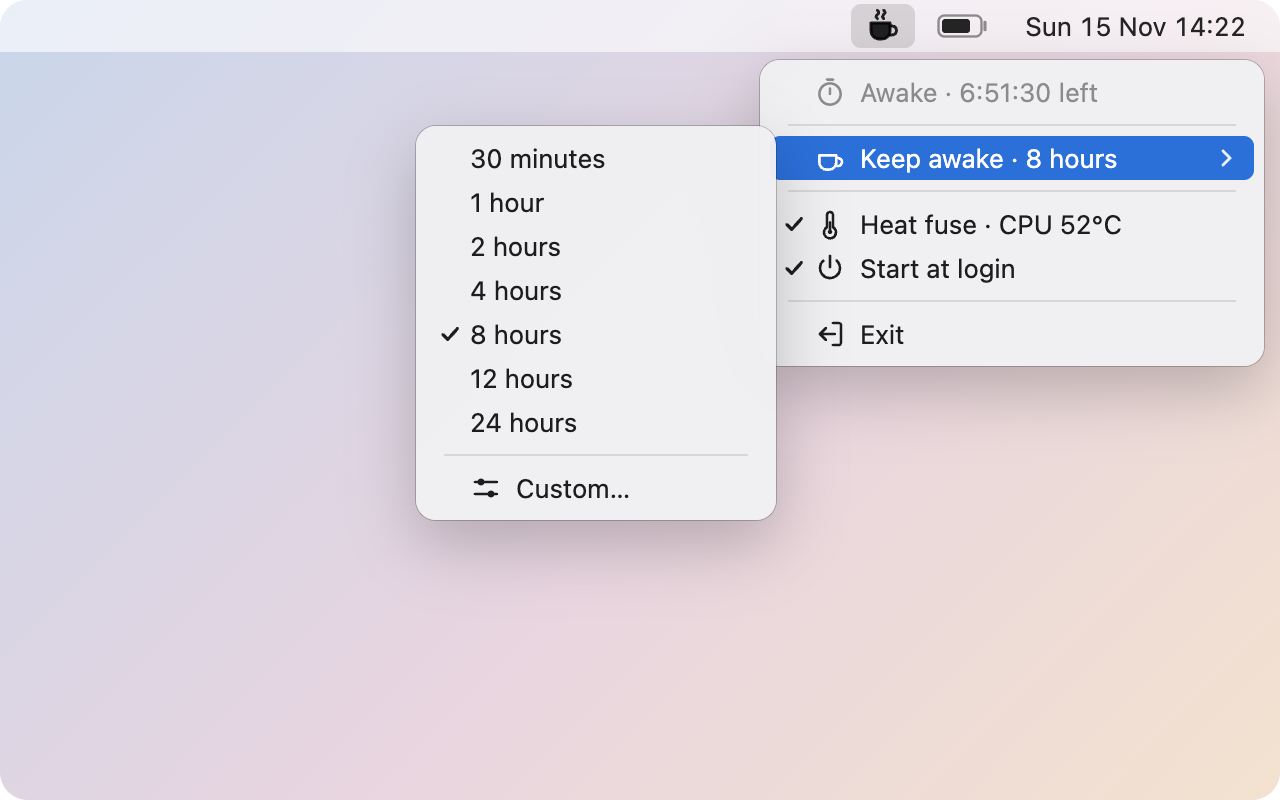 Sun 15 Nov 14:22
Awake · 6:51:30 left
Keep awake · 8 hours
Heat fuse · CPU 52°C
Start at login
Exit
30 minutes
1 hour
2 hours
4 hours
8 hours
12 hours
24 hours
Custom...